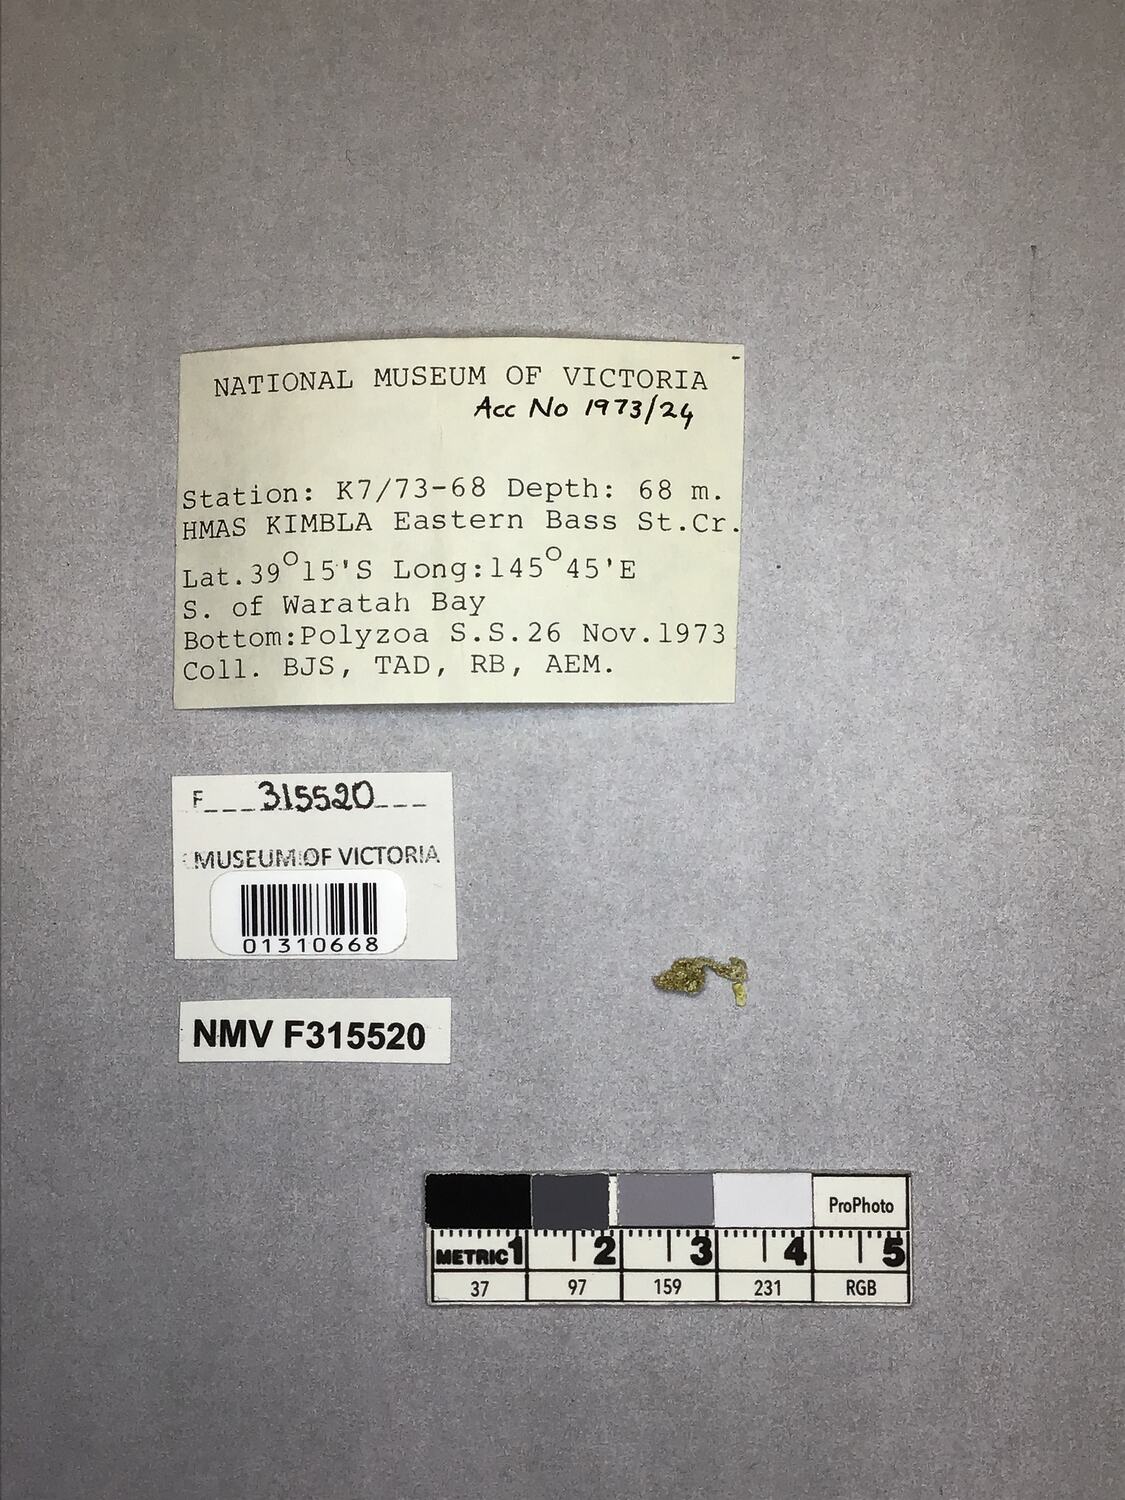 NATIONAL MUSEUM OF VICTORIA
Acc No 1973/24
Station: K7/73-68 Depth: 68 m.
HMAS KIMBLA Eastern Bass St.Cr.
Lat.39°15'S Long:145°45'E
S. of Waratah Bay
Bottom:Polyzoa S.S.26 Nov.1973
Coll. BJS, TAD, RB, AEM.
F___315520___
MUSEUM OF VICTORIA
01310668
NMV F315520
ProPhoto
METRIC 1 2 3 4 5
37 97 159 231 RGB